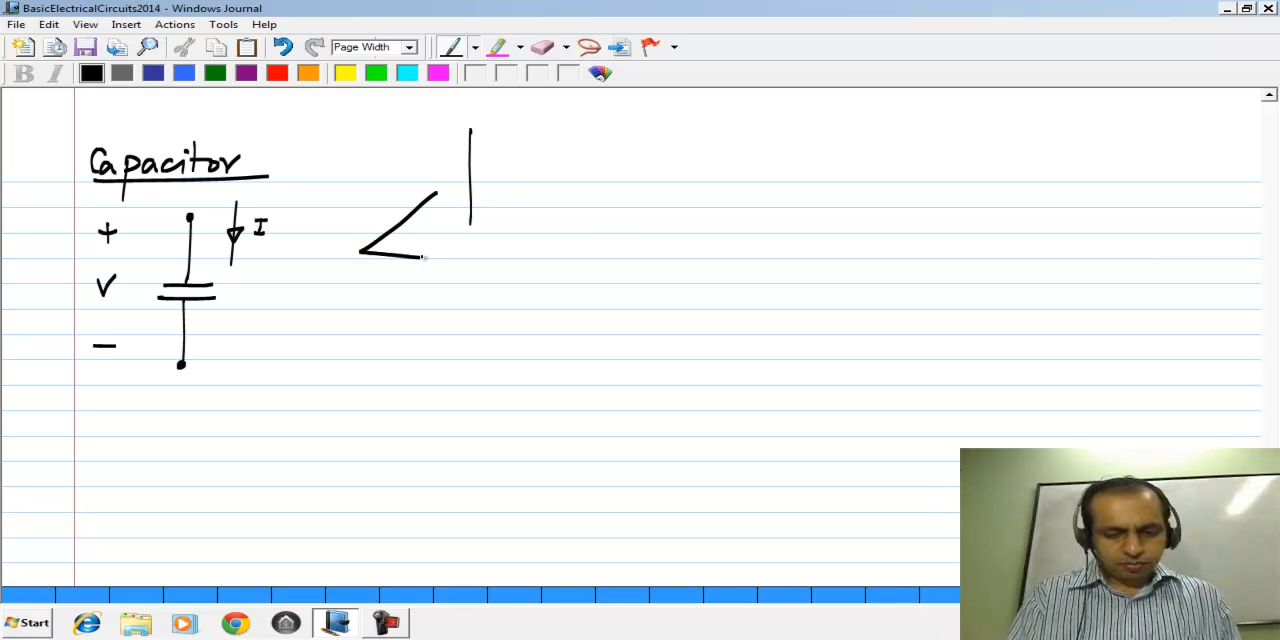 BasicElectricalCircuits2014 - Windows Journal
File Edit View Insert Actions Tools Help
Page Width
B I
Capacitor
+ I
V
-
Start